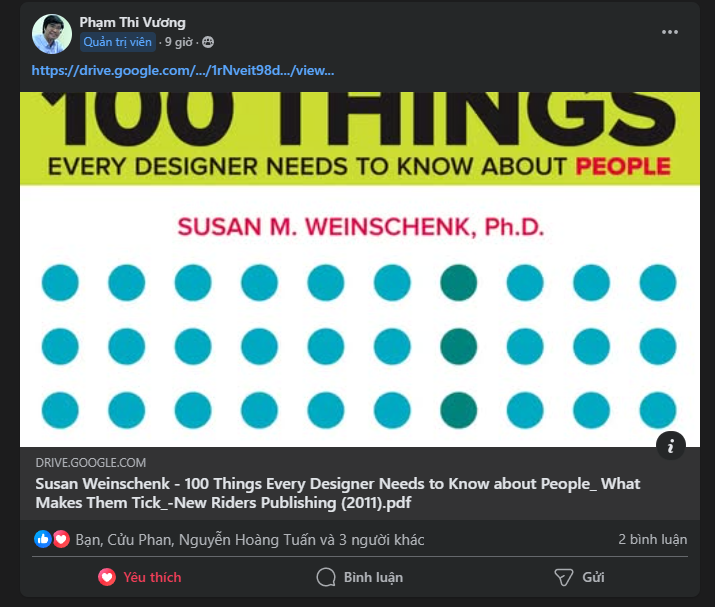 Phạm Thi Vương
Quản trị viên · 9 giờ ·
https://drive.google.com/.../1rNveit98d.../view...
100 THINGS
EVERY DESIGNER NEEDS TO KNOW ABOUT PEOPLE
SUSAN M. WEINSCHENK, Ph.D.
DRIVE.GOOGLE.COM
Susan Weinschenk - 100 Things Every Designer Needs to Know about People_ What
Makes Them Tick_-New Riders Publishing (2011).pdf
Bạn, Cửu Phan, Nguyễn Hoàng Tuấn và 3 người khác
2 bình luận
Yêu thích
Bình luận
Gửi